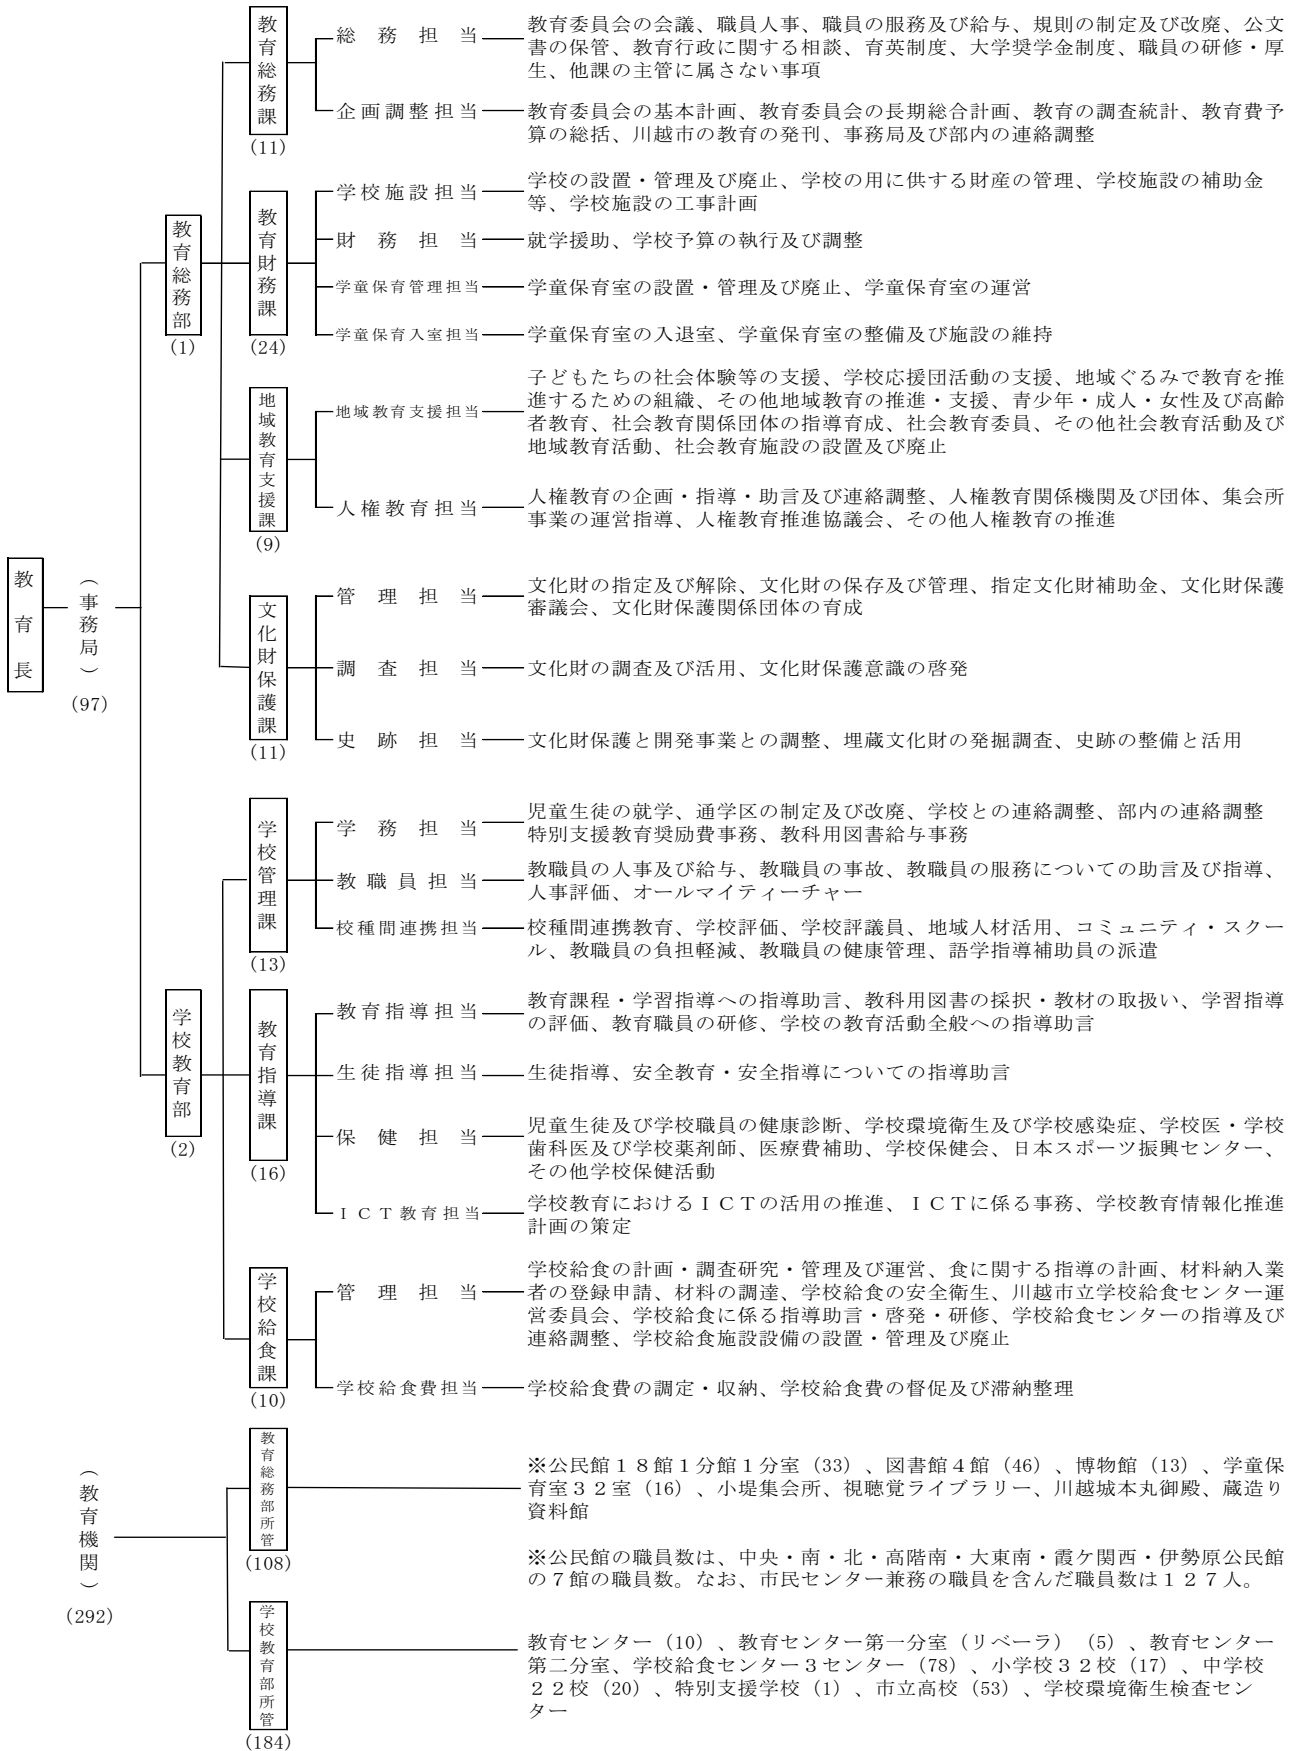 教育長
（事務局）
(97)
教育総務部
(1)
教育総務課
(11)
総務担当
教育委員会の会議、職員人事、職員の服務及び給与、規則の制定及び改廃、公文
書の保管、教育行政に関する相談、育英制度、大学奨学金制度、職員の研修・厚
生、他課の主管に属さない事項
企画調整担当
教育委員会の基本計画、教育委員会の長期総合計画、教育の調査統計、教育費予
算の総括、川越市の教育の発刊、事務局及び部内の連絡調整
教育財務課
(24)
学校施設担当
学校の設置・管理及び廃止、学校の用に供する財産の管理、学校施設の補助金
等、学校施設の工事計画
財務担当
就学援助、学校予算の執行及び調整
学童保育管理担当
学童保育室の設置・管理及び廃止、学童保育室の運営
学童保育入室担当
学童保育室の入退室、学童保育室の整備及び施設の維持
地域教育支援課
(9)
地域教育支援担当
子どもたちの社会体験等の支援、学校応援団活動の支援、地域ぐるみで教育を推
進するための組織、その他地域教育の推進・支援、青少年・成人・女性及び高齢
者教育、社会教育関係団体の指導育成、社会教育委員、その他社会教育活動及び
地域教育活動、社会教育施設の設置及び廃止
人権教育担当
人権教育の企画・指導・助言及び連絡調整、人権教育関係機関及び団体、集会所
事業の運営指導、人権教育推進協議会、その他人権教育の推進
文化財保護課
(11)
管理担当
文化財の指定及び解除、文化財の保存及び管理、指定文化財補助金、文化財保護
審議会、文化財保護関係団体の育成
調査担当
文化財の調査及び活用、文化財保護意識の啓発
史跡担当
文化財保護と開発事業との調整、埋蔵文化財の発掘調査、史跡の整備と活用
学校教育部
(2)
学校管理課
(13)
学務担当
児童生徒の就学、通学区の制定及び改廃、学校との連絡調整、部内の連絡調整
特別支援教育奨励費事務、教科用図書給与事務
教職員担当
教職員の人事及び給与、教職員の事故、教職員の服務についての助言及び指導、
人事評価、オールマイティーチャー
校種間連携担当
校種間連携教育、学校評価、学校評議員、地域人材活用、コミュニティ・スクー
ル、教職員の負担軽減、教職員の健康管理、語学指導補助員の派遣
教育指導課
(16)
教育指導担当
教育課程・学習指導への指導助言、教科用図書の採択・教材の取扱い、学習指導
の評価、教育職員の研修、学校の教育活動全般への指導助言
生徒指導担当
生徒指導、安全教育・安全指導についての指導助言
保健担当
児童生徒及び学校職員の健康診断、学校環境衛生及び学校感染症、学校医・学校
歯科医及び学校薬剤師、医療費補助、学校保健会、日本スポーツ振興センター、
その他学校保健活動
ＩＣＴ教育担当
学校教育におけるＩＣＴの活用の推進、ＩＣＴに係る事務、学校教育情報化推進
計画の策定
学校給食課
(10)
管理担当
学校給食の計画・調査研究・管理及び運営、食に関する指導の計画、材料納入業
者の登録申請、材料の調達、学校給食の安全衛生、川越市立学校給食センター運
営委員会、学校給食に係る指導助言・啓発・研修、学校給食センターの指導及び
連絡調整、学校給食施設設備の設置・管理及び廃止
学校給食費担当
学校給食費の調定・収納、学校給食費の督促及び滞納整理
（教育機関）
(292)
教育総務部所管
(108)
※公民館１８館１分館１分室（33）、図書館４館（46）、博物館（13）、学童保
育室３２室（16）、小堤集会所、視聴覚ライブラリー、川越城本丸御殿、蔵造り
資料館
※公民館の職員数は、中央・南・北・高階南・大東南・霞ケ関西・伊勢原公民館
の７館の職員数。なお、市民センター兼務の職員を含んだ職員数は１２７人。
学校教育部所管
(184)
教育センター（10）、教育センター第一分室（リベーラ）（5）、教育センター
第二分室、学校給食センター３センター（78）、小学校３２校（17）、中学校
２２校（20）、特別支援学校（1）、市立高校（53）、学校環境衛生検査セン
ター